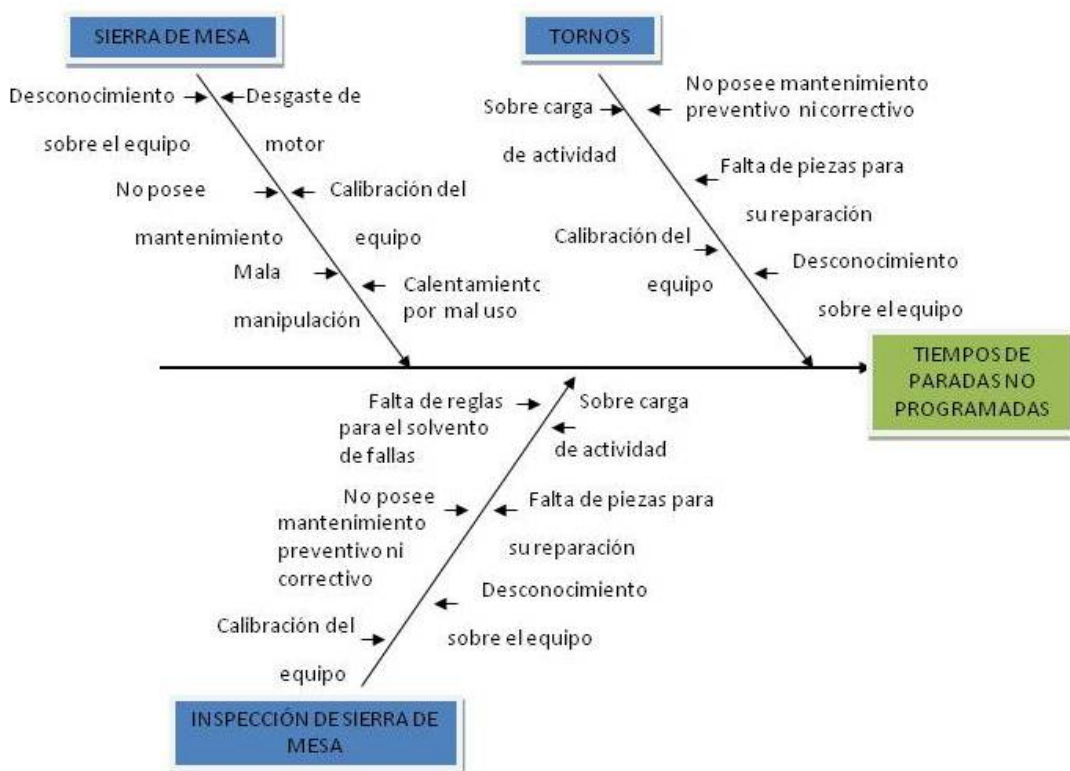 SIERRA DE MESA
TORNOS
Desconocimiento
sobre el equipo
Desgaste de
motor
No posee
mantenimiento
Calibración del
equipo
Mala
manipulación
Calentamiento
por mal uso
Sobre carga
de actividad
No posee mantenimiento
preventivo ni correctivo
Falta de piezas para
su reparación
Calibración del
equipo
Desconocimiento
sobre el equipo
TIEMPOS DE
PARADAS NO
PROGRAMADAS
Falta de reglas
para el solvento
de fallas
Sobre carga
de actividad
No posee
mantenimiento
preventivo ni
correctivo
Falta de piezas para
su reparación
Desconocimiento
sobre el equipo
Calibración del
equipo
INSPECCIÓN DE SIERRA DE
MESA